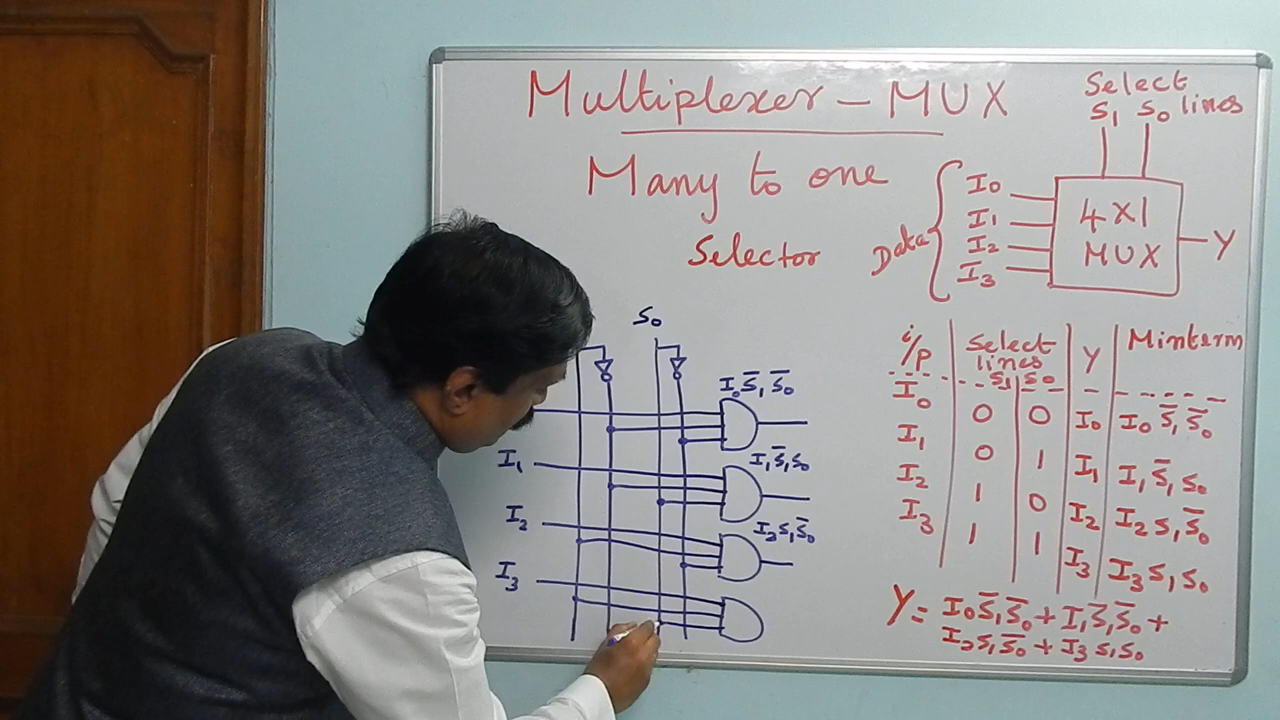 Multiplexer – MUX
Many to one
Selector
Select
S₁ S₀ lines
Data
I₀
I₁
I₂
I₃
4X1
MUX
Y
S₀
I₀S̅₁S̅₀
I₁
I₁S̅₁S₀
I₂
I₂S₁S̅₀
I₃
i/p Select lines Y Minterm
S₁ S₀
I₀ 0 0 I₀ I₀S̅₁S̅₀
I₁ 0 1 I₁ I₁S̅₁S₀
I₂ 1 0 I₂ I₂S₁S̅₀
I₃ 1 1 I₃ I₃S₁S₀
Y = I₀S̅₁S̅₀ + I₁S̅₁S̅₀ +
I₂S₁S̅₀ + I₃S₁S₀